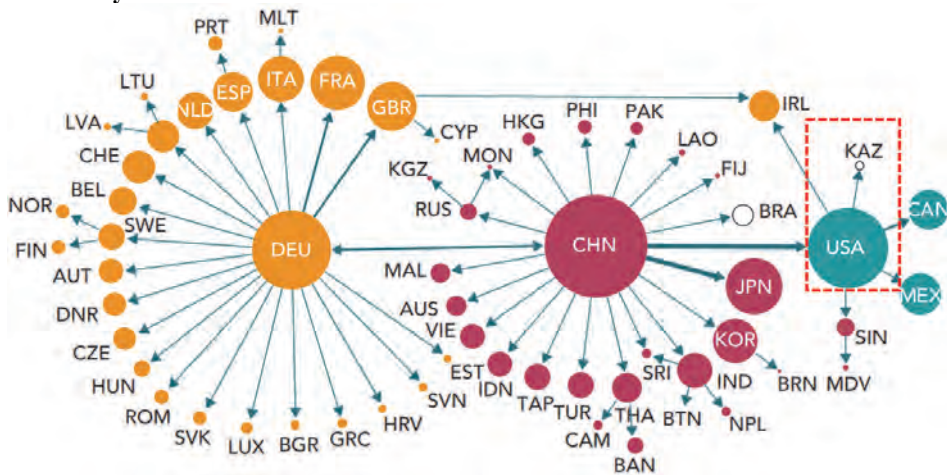 MLT
PRT
ITA
FRA
ESP
LTU
NLD
GBR
IRL
LVA
CYP
HKG
PHI
PAK
LAO
KAZ
CHE
MON
KGZ
FIJ
BEL
RUS
BRA
CAN
NOR
SWE
DEU
CHN
USA
FIN
AUT
MAL
JPN
MEX
DNR
AUS
VIE
KOR
SIN
CZE
HUN
EST
IDN
SRI
IND
BRN
MDV
ROM
SVN
TAP
TUR
THA
BTN
NPL
SVK
LUX
BGR
GRC
HRV
CAM
BAN